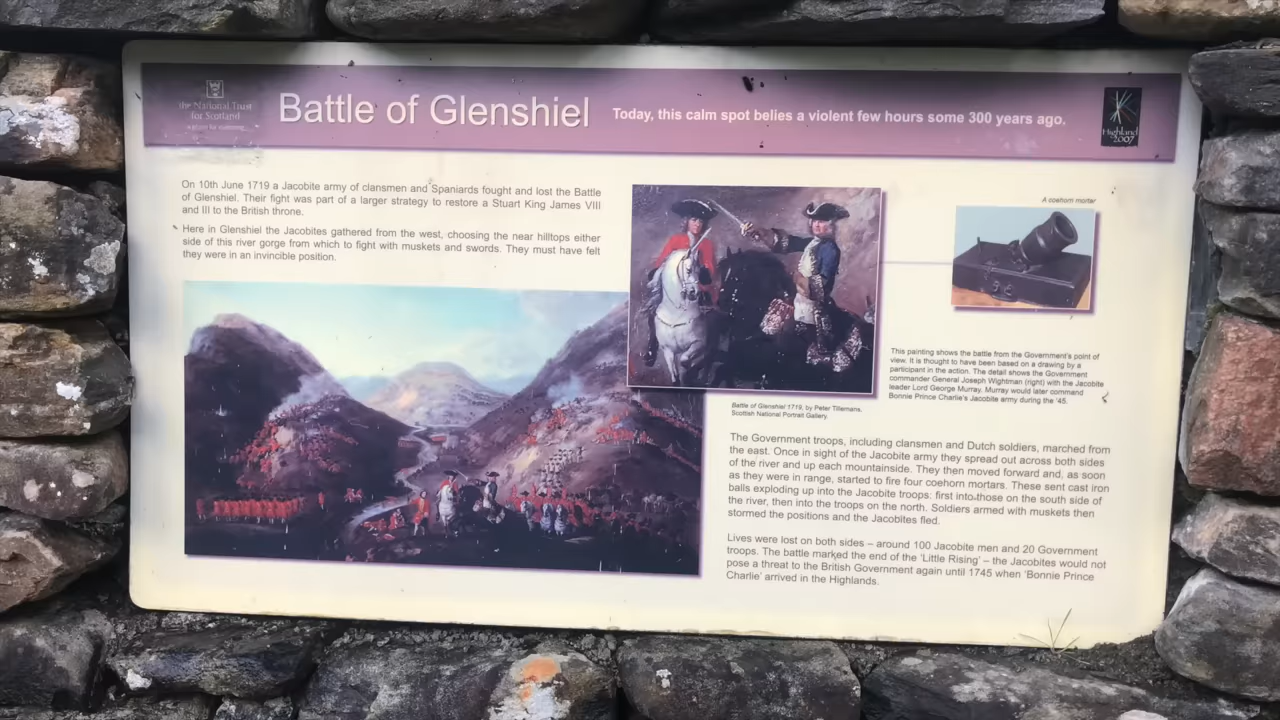 the National Trust
for Scotland
a place for everyone
Battle of Glenshiel
Today, this calm spot belies a violent few hours some 300 years ago.
Highland
2007
On 10th June 1719 a Jacobite army of clansmen and Spaniards fought and lost the Battle
of Glenshiel. Their fight was part of a larger strategy to restore a Stuart King James VIII
and III to the British throne.
Here in Glenshiel the Jacobites gathered from the west, choosing the near hilltops either
side of this river gorge from which to fight with muskets and swords. They must have felt
they were in an invincible position.
A coehorn morter
This painting shows the battle from the Government's point of
view. It is thought to have been based on a drawing by a
participant in the action. The detail shows the Government
commander General Joseph Wightman (right) with the Jacobite
leader Lord George Murray. Murray would later command
Bonnie Prince Charlie's Jacobite army during the '45.
Battle of Glenshiel 1719, by Peter Tillemans,
Scottish National Portrait Gallery.
The Government troops, including clansmen and Dutch soldiers, marched from
the east. Once in sight of the Jacobite army they spread out across both sides
of the river and up each mountainside. They then moved forward and, as soon
as they were in range, started to fire four coehorn mortars. These sent cast iron
balls exploding up into the Jacobite troops: first into those on the south side of
the river, then into the troops on the north. Soldiers armed with muskets then
stormed the positions and the Jacobites fled.
Lives were lost on both sides – around 100 Jacobite men and 20 Government
troops. The battle marked the end of the 'Little Rising' – the Jacobites would not
pose a threat to the British Government again until 1745 when 'Bonnie Prince
Charlie' arrived in the Highlands.